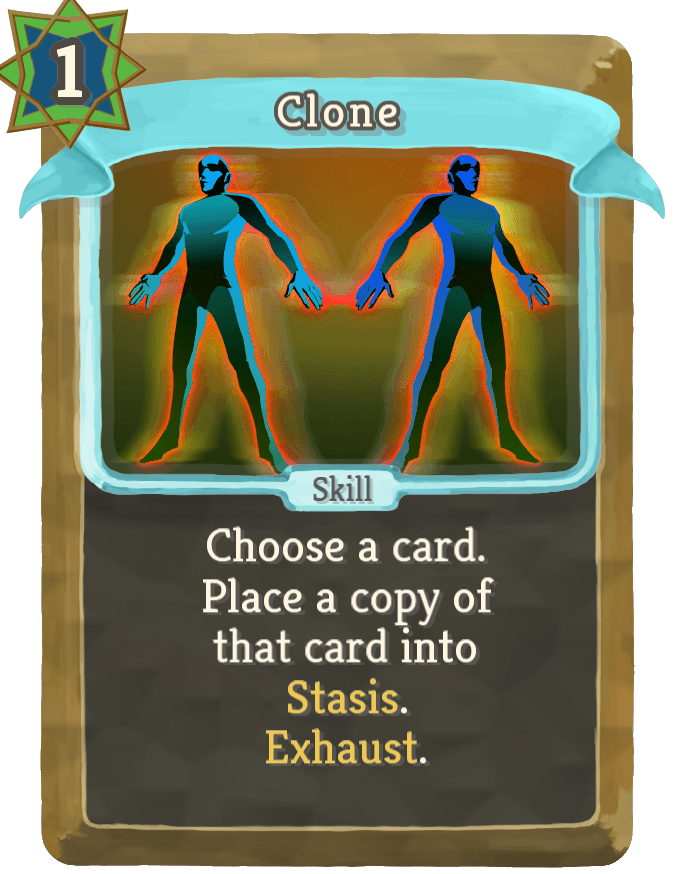 1
Clone
Skill
Choose a card.
Place a copy of
that card into
Stasis.
Exhaust.